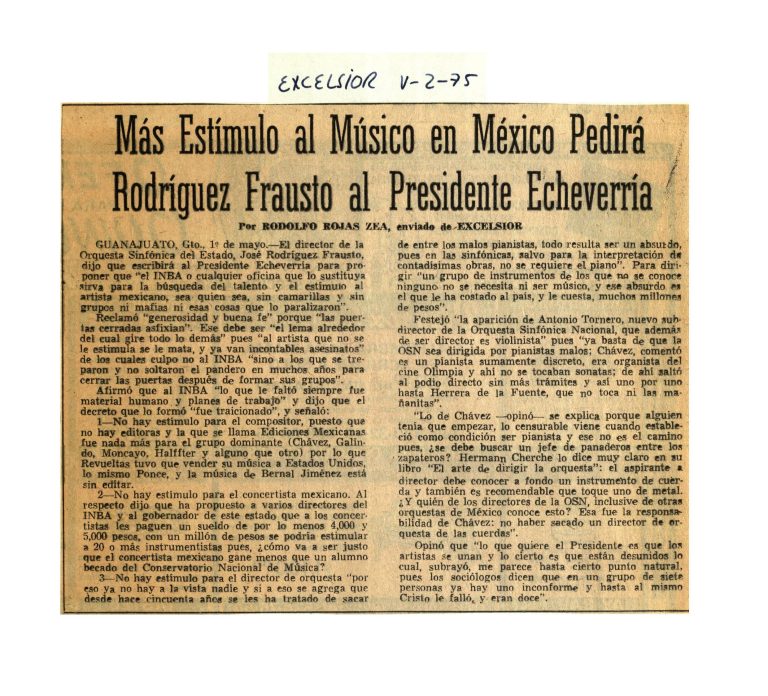 EXCELSIOR V-2-75
Más Estímulo al Músico en México Pedirá
Rodríguez Frausto al Presidente Echeverría
Por RODOLFO ROJAS ZEA, enviado de EXCELSIOR
GUANAJUATO, Gto., 1º de mayo.—El director de la
Orquesta Sinfónica del Estado, José Rodríguez Frausto,
dijo que escribirá al Presidente Echeverría para pro-
poner que "el INBA o cualquier oficina que lo sustituya
sirva para la búsqueda del talento y el estímulo al
artista mexicano, sea quien sea, sin camarillas y sin
grupos ni mafias ni esas cosas que lo paralizaron".
Reclamó "generosidad y buena fe" porque "las puer-
tas cerradas asfixian". Ese debe ser "el lema alrededor
del cual gire todo lo demás" pues "al artista que no se
le estimula se le mata, y ya van incontables asesinatos"
de los cuales culpo no al INBA "sino a los que se tre-
paron y no soltaron el pandero en muchos años para
cerrar las puertas después de formar sus grupos".
Afirmó que al INBA "lo que le faltó siempre fue
material humano y planes de trabajo" y dijo que el
decreto que lo formó "fue traicionado", y señaló:
1—No hay estímulo para el compositor, puesto que
no hay editoras y la que se llama Ediciones Mexicanas
fue nada más para el grupo dominante (Chávez, Galin-
do, Moncayo, Halffter y alguno que otro) por lo que
Revueltas tuvo que vender su música a Estados Unidos,
lo mismo Ponce, y la música de Bernal Jiménez está
sin editar.
2—No hay estímulo para el concertista mexicano. Al
respecto dijo que ha propuesto a varios directores del
INBA y al gobernador de este estado que a los concer-
tistas les paguen un sueldo de por lo menos 4,000 y
5,000 pesos, con un millón de pesos se podría estimular
a 20 o más instrumentistas pues, ¿cómo va a ser justo
que el concertista mexicano gane menos que un alumno
becado del Conservatorio Nacional de Música?
3—No hay estímulo para el director de orquesta "por
eso ya no hay a la vista nadie y si a eso se agrega que
desde hace cincuenta años se les ha tratado de sacar
de entre los malos pianistas, todo resulta ser un absurdo,
pues en las sinfónicas, salvo para la interpretación de
contadísimas obras, no se requiere el piano". Para di-
rigir "un grupo de instrumentos de los que no se conoce
ninguno no se necesita ni ser músico, y ese absurdo es
el que le ha costado al país, y le cuesta, muchos millones
de pesos".
Festejó "la aparición de Antonio Tornero, nuevo sub-
director de la Orquesta Sinfónica Nacional, que además
de ser director es violinista" pues "ya basta de que la
OSN sea dirigida por pianistas malos; Chávez, comentó
es un pianista sumamente discreto, era organista del
cine Olimpia y ahí no se tocaban sonatas; de ahí saltó
al podio directo sin más trámites y así uno por uno
hasta Herrera de la Fuente, que no toca ni las ma-
ñanitas".
"Lo de Chávez —opinó— se explica porque alguien
tenía que empezar, lo censurable viene cuando estable-
ció como condición ser pianista y ese no es el camino
pues, ¿se debe buscar un jefe de panaderos entre los
zapateros? Hermann Cherche lo dice muy claro en su
libro "El arte de dirigir la orquesta": el aspirante a
director debe conocer a fondo un instrumento de cuer-
da y también es recomendable que toque uno de metal.
¿Y quién de los directores de la OSN, inclusive de otras
orquestas de México conoce esto? Esa fue la responsa-
bilidad de Chávez: no haber secado un director de or-
questa de las cuerdas".
Opinó que "lo que quiere el Presidente es que los
artistas se unan y lo cierto es que están desunidos lo
cual, subrayó, me parece hasta cierto punto natural,
pues los sociólogos dicen que en un grupo de siete
personas ya hay uno inconforme y hasta al mismo
Cristo le falló, y eran doce".